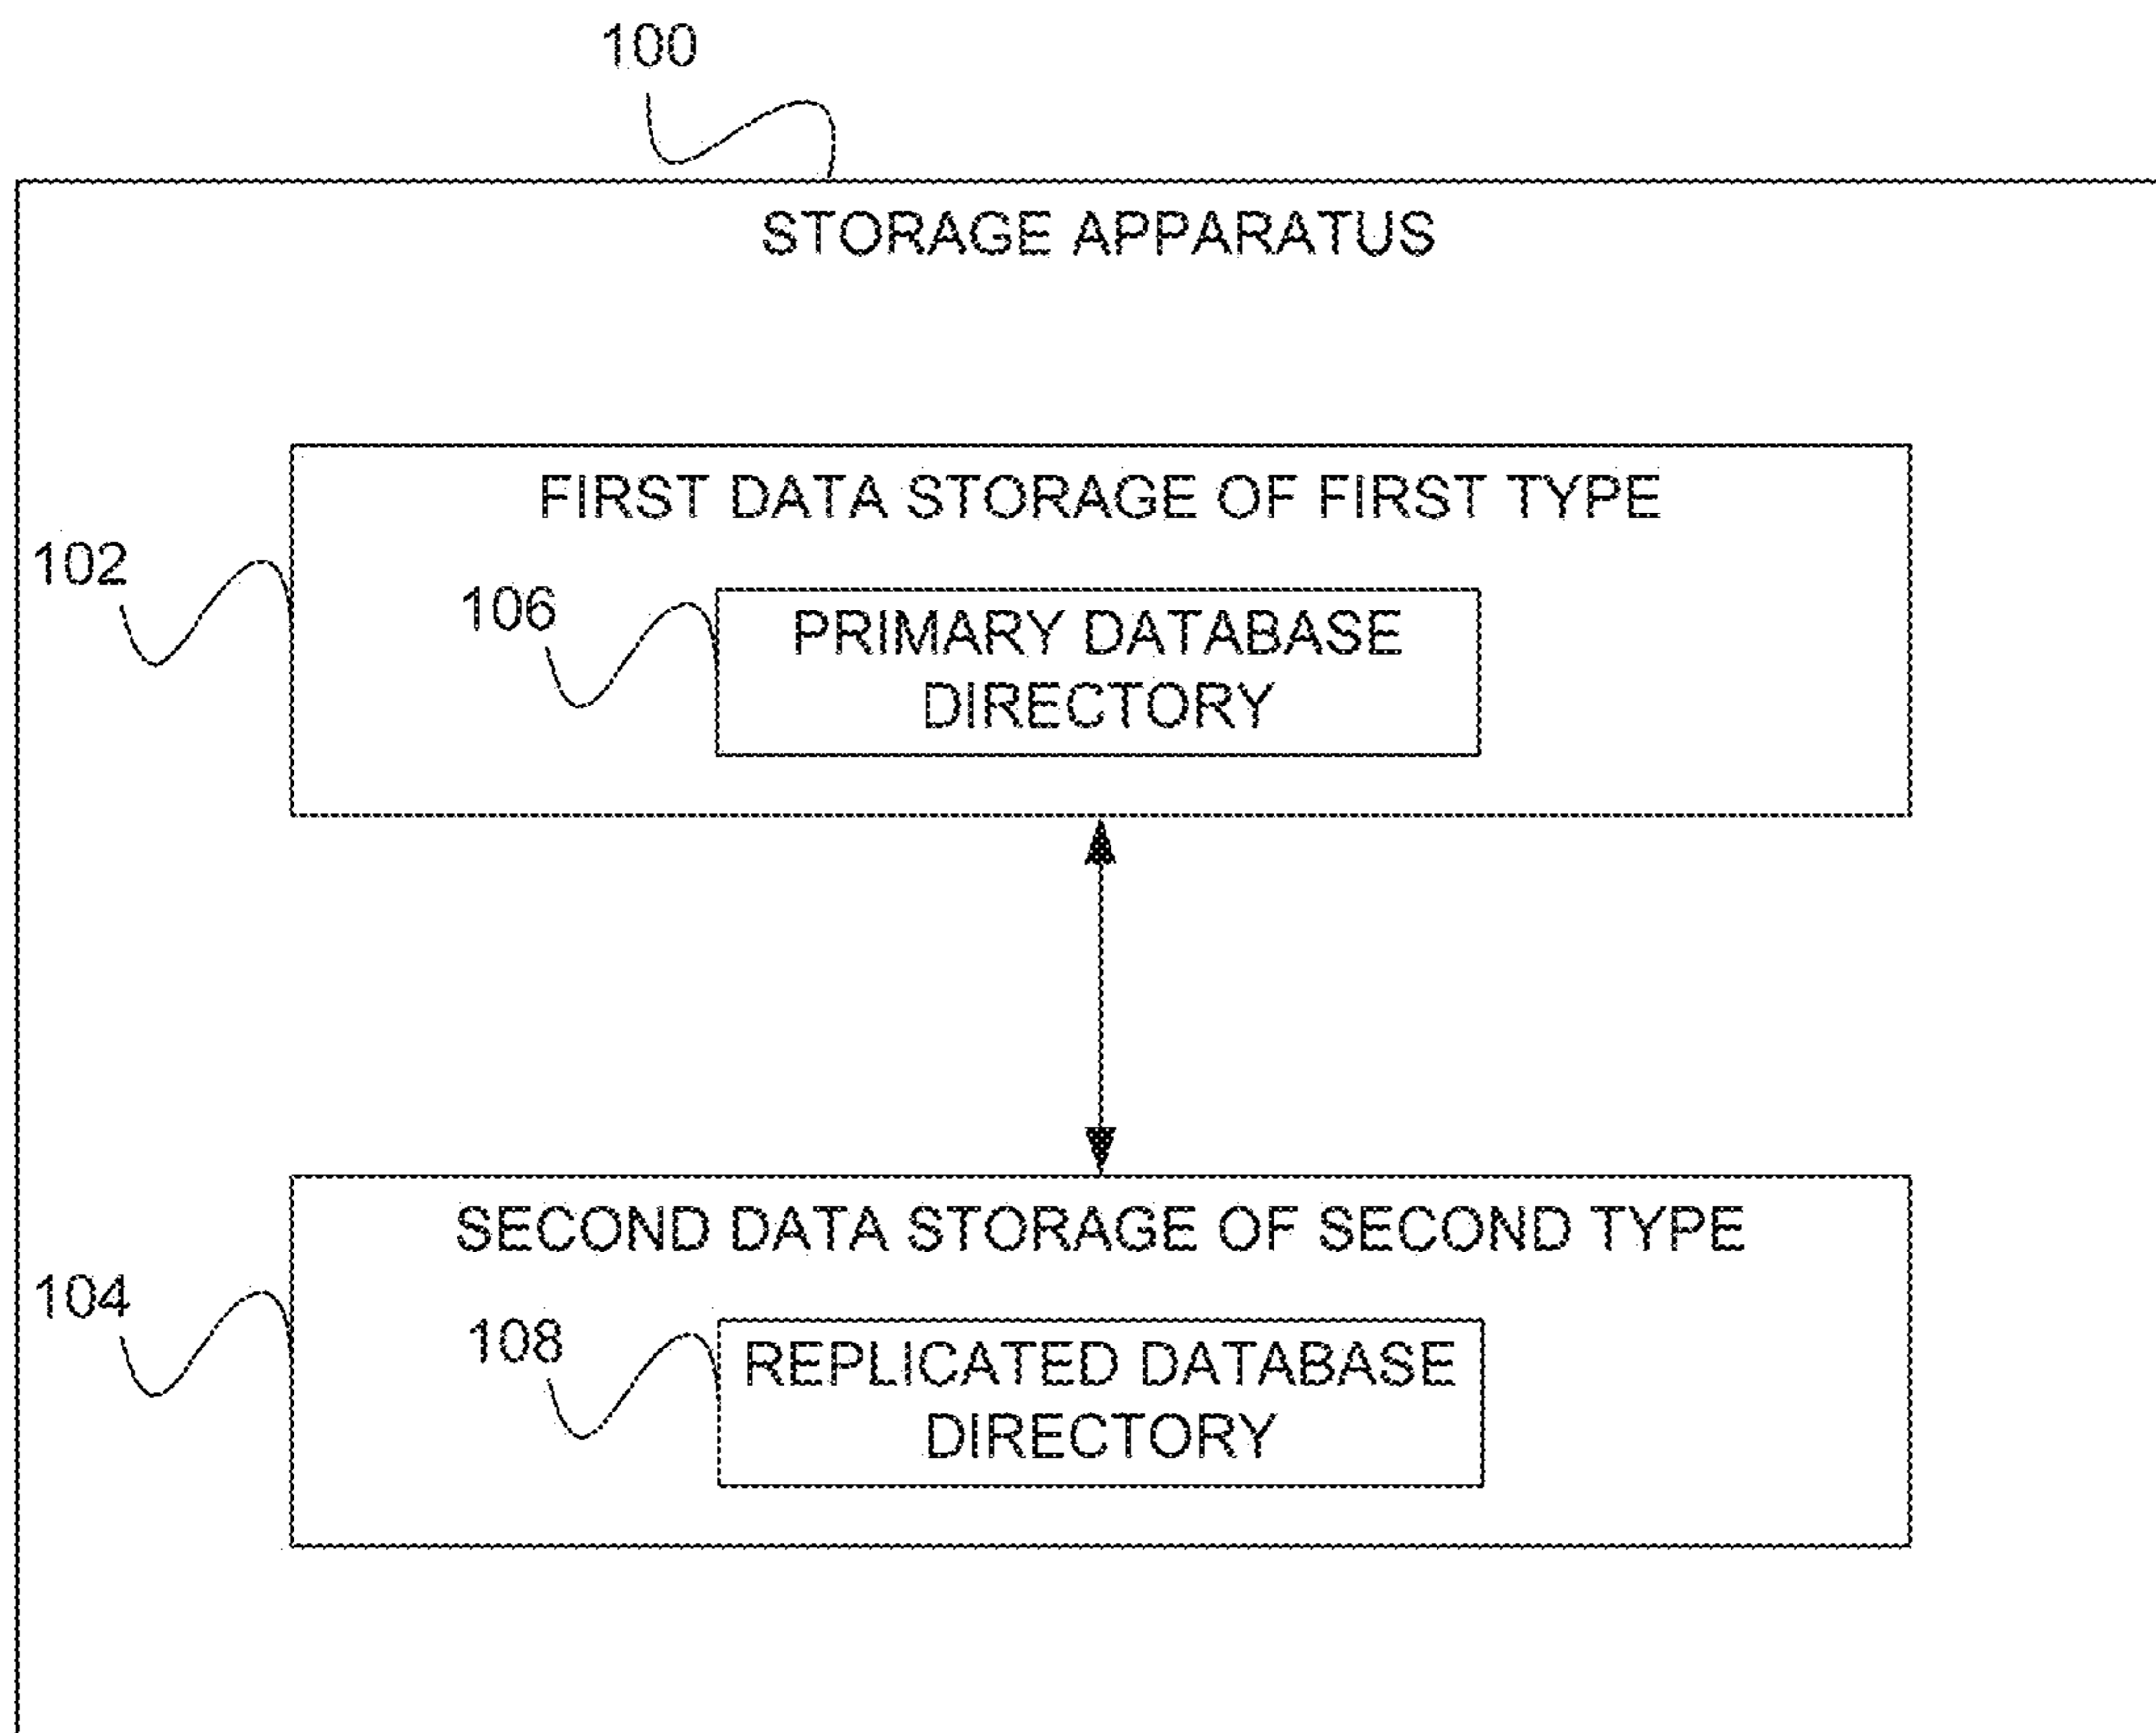 100
STORAGE APPARATUS
FIRST DATA STORAGE OF FIRST TYPE
102
106
PRIMARY DATABASE
DIRECTORY
SECOND DATA STORAGE OF SECOND TYPE
104
108
REPLICATED DATABASE
DIRECTORY